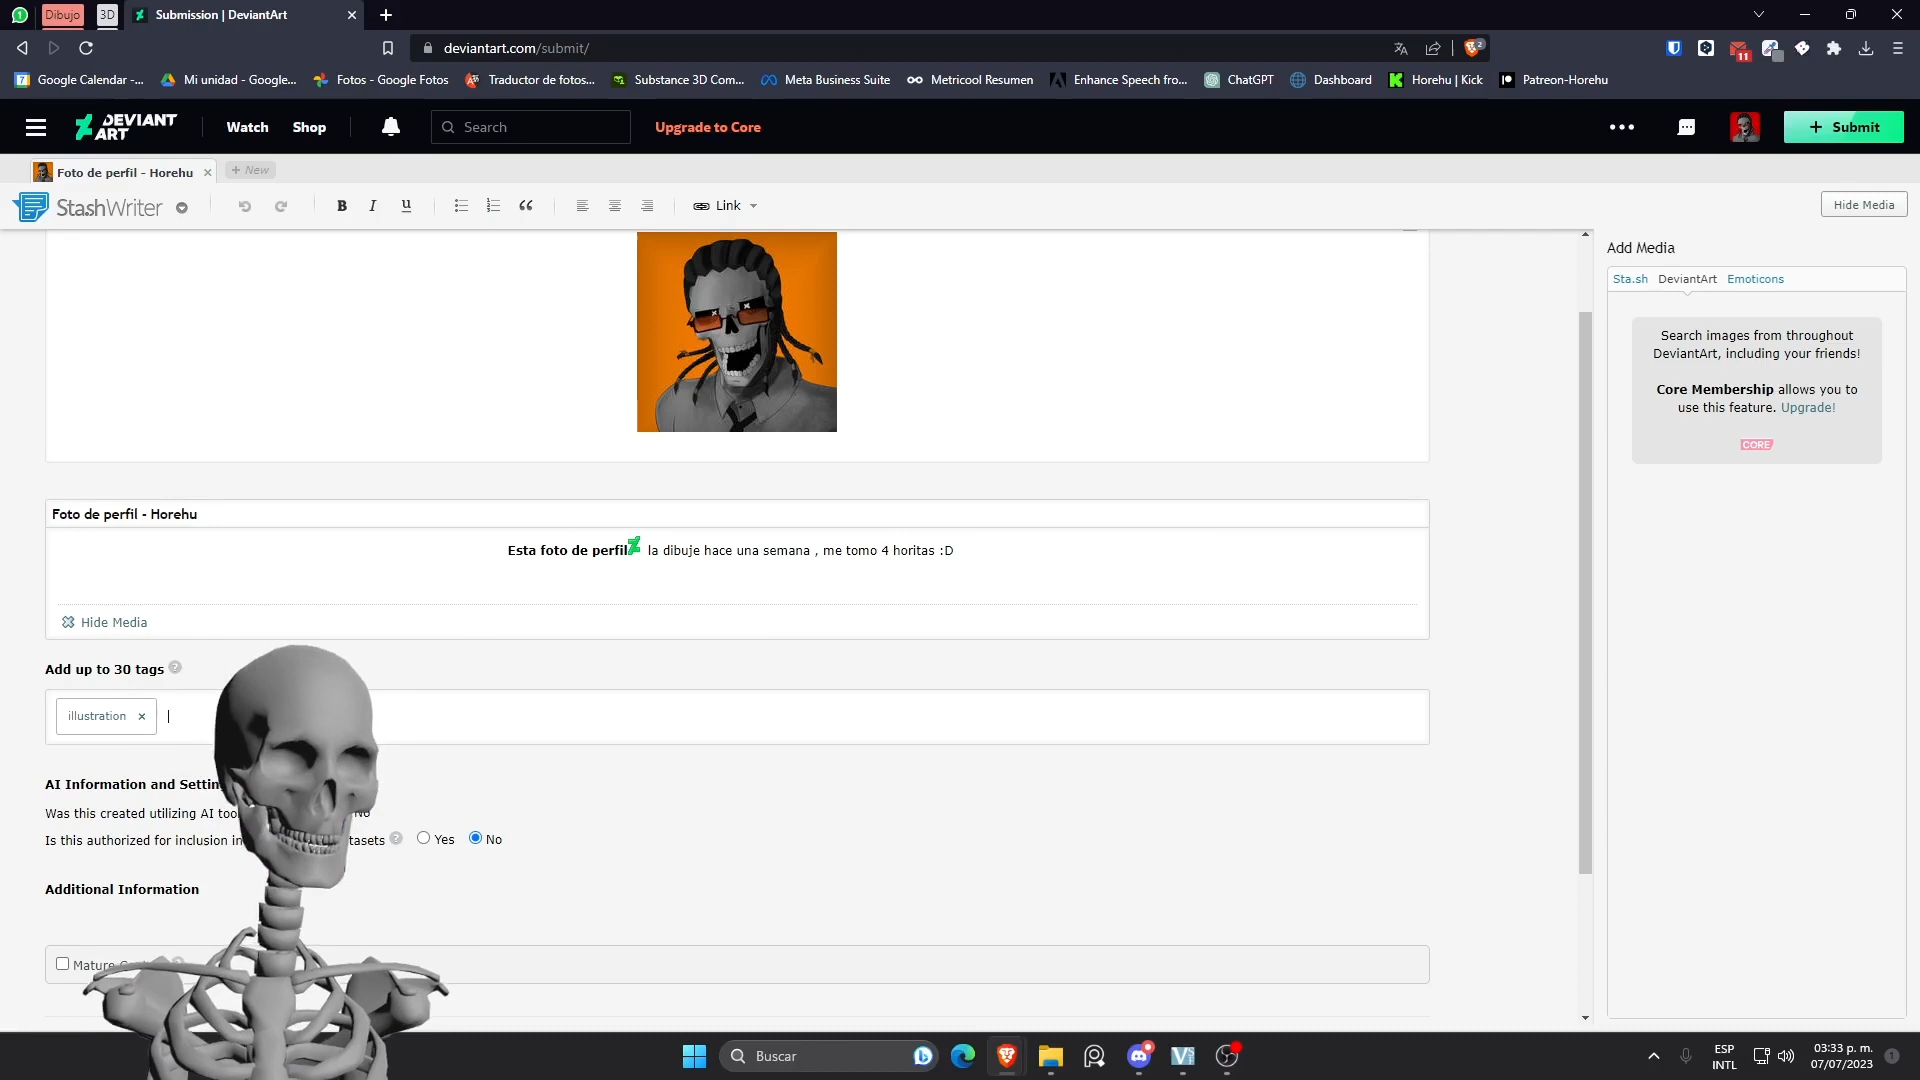 Dibujo
3D
Submission | DeviantArt
deviantart.com/submit/
2
11
Google Calendar -...
Mi unidad - Google...
Fotos - Google Fotos
Traductor de fotos...
Substance 3D Com...
Meta Business Suite
Metricool Resumen
Enhance Speech fro...
ChatGPT
Dashboard
Horehu | Kick
Patreon-Horehu
DEVIANT
ART
Watch
Shop
Search
Upgrade to Core
+ Submit
Foto de perfil - Horehu
+ New
StashWriter
B I U
Link
Hide Media
Add Media
Sta.sh DeviantArt Emoticons
Search images from throughout
DeviantArt, including your friends!
Core Membership allows you to
use this feature. Upgrade!
CORE
Foto de perfil - Horehu
Esta foto de perfil la dibuje hace una semana , me tomo 4 horitas :D
Hide Media
Add up to 30 tags ?
illustration ×
AI Information and
Was this created utilizing AI
No
Is this authorized for inclusion in
? Yes No
Additional Information
Mature
Buscar
ESP
INTL
03:33 p. m.
07/07/2023
1